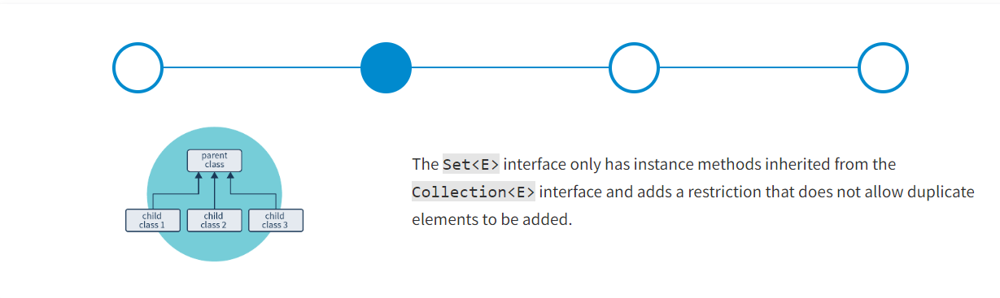 parent
class
child
class 1
child
class 2
child
class 3
The Set<E> interface only has instance methods inherited from the
Collection<E> interface and adds a restriction that does not allow duplicate
elements to be added.